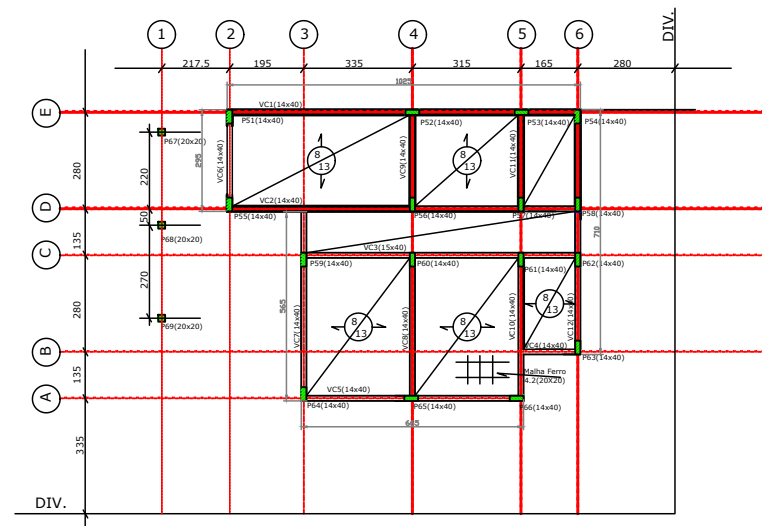 1 2 3 4 5 6
DIV.
217.5 195 335 315 165 280
1025
VC1(14x40)
E
P51(14x40) P52(14x40) P53(14x40) P54(14x40)
P67(20x20)
280
220
295
VC6(14x40)
8
13
VC9(14x40)
8
13
VC11(14x40)
VC2(14x40)
D
P55(14x40) P56(14x40) P57(14x40) P58(14x40)
50
P68(20x20)
135
710
VC3(15x40)
C
P59(14x40) P60(14x40) P61(14x40) P62(14x40)
270
280
565
VC7(14x40)
8
13
VC8(14x40)
8
13
VC10(14x40)
8
13
VC12(14x40)
P69(20x20)
VC4(14x40)
B
P63(14x40)
Malha Ferro
4.2(20X20)
135
VC5(14x40)
A
P64(14x40) P65(14x40) P66(14x40)
335
DIV.